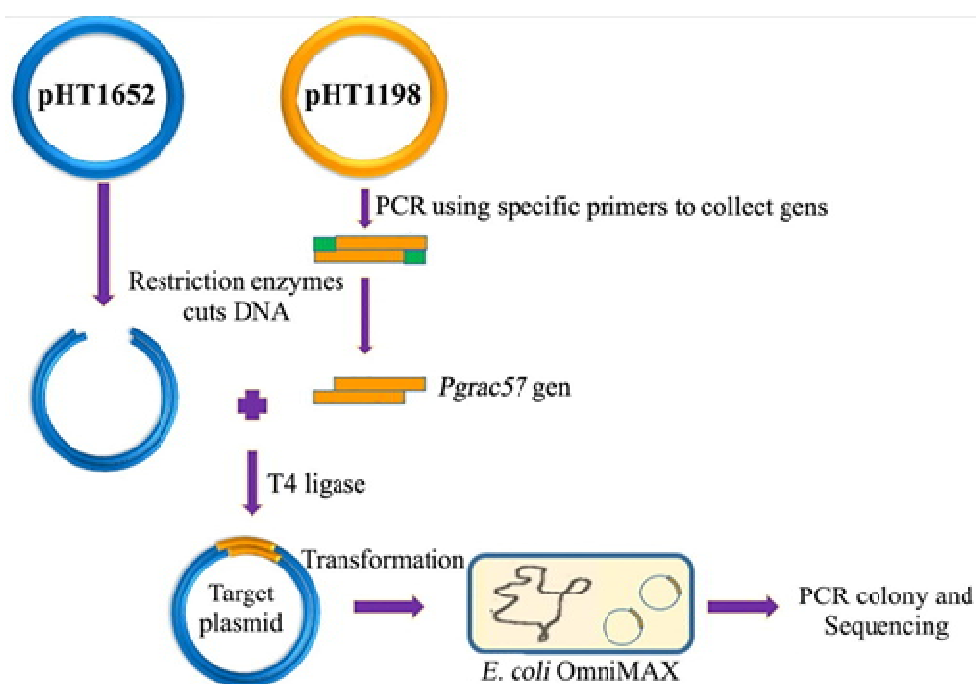 pHT1652
pHT1198
PCR using specific primers to collect gens
Restriction enzymes
cuts DNA
Pgrac57 gen
T4 ligase
Target
plasmid
Transformation
E. coli OmniMAX
PCR colony and
Sequencing